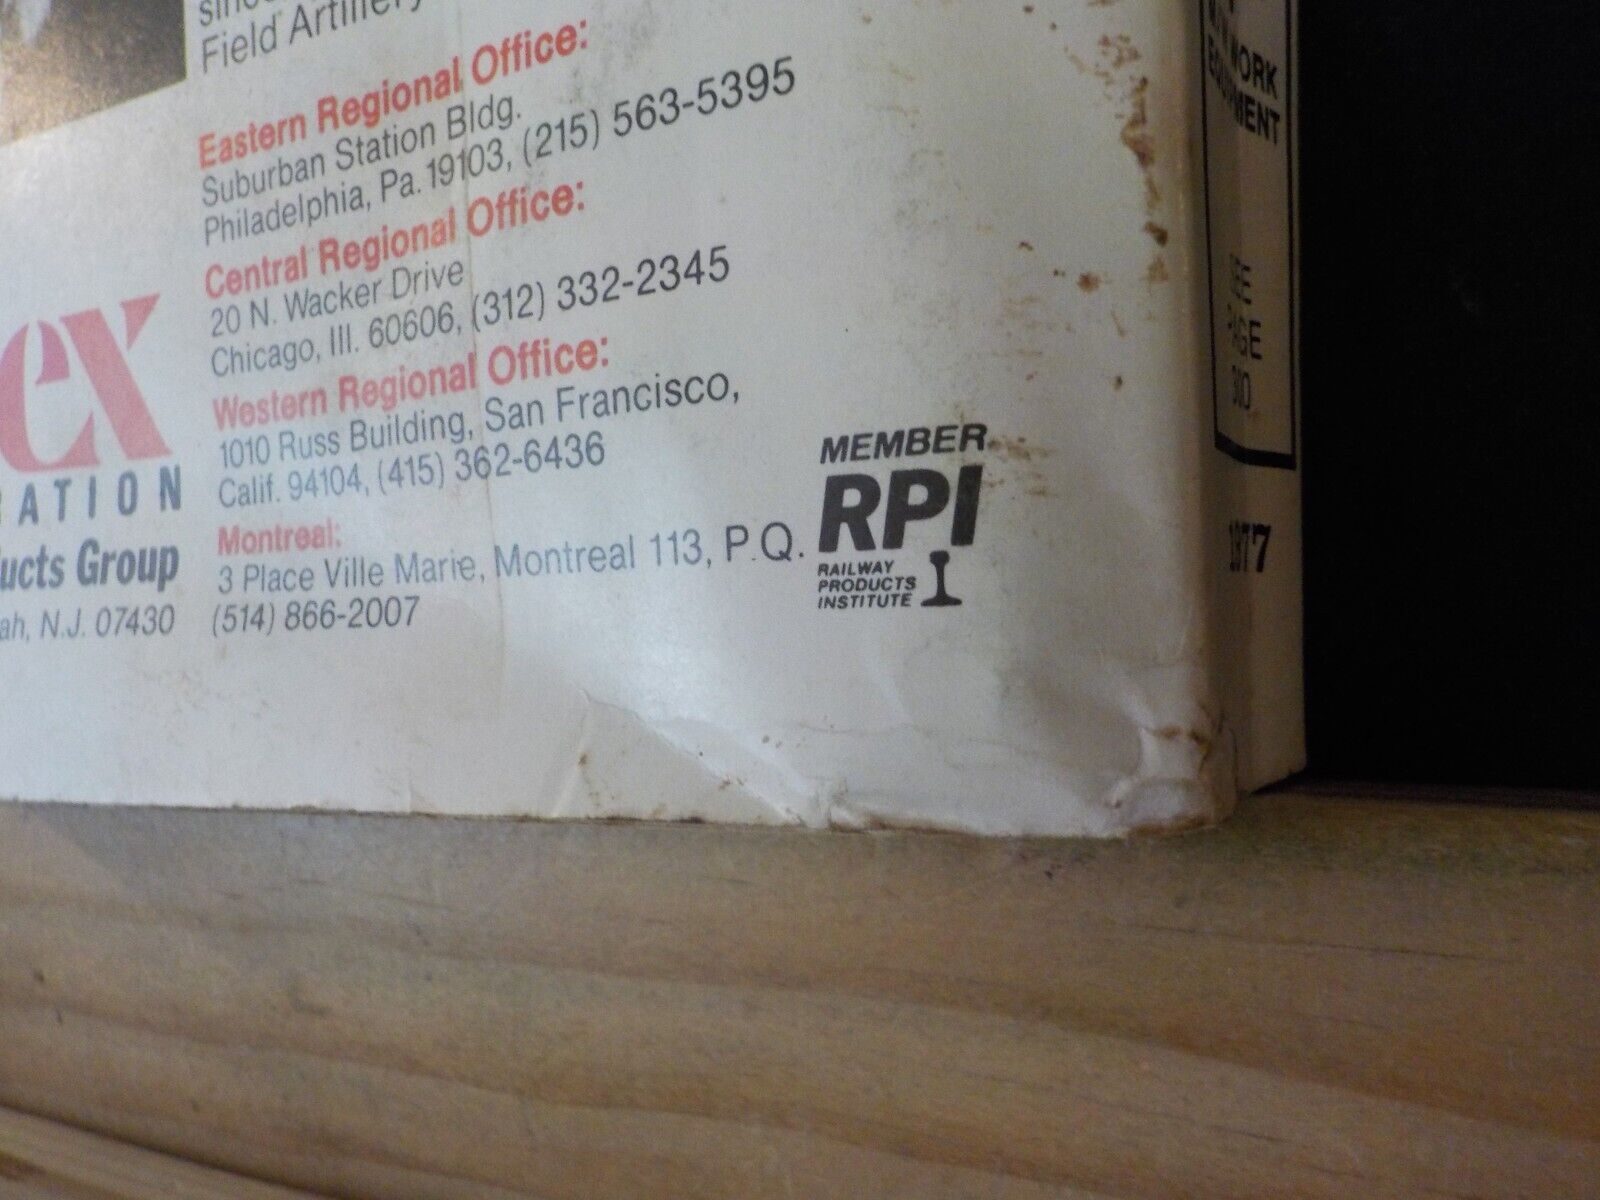 Field Artillery
Eastern Regional Office:
Suburban Station Bldg.
Philadelphia, Pa. 19103, (215) 563-5395
Central Regional Office:
20 N. Wacker Drive
Chicago, Ill. 60606, (312) 332-2345
Western Regional Office:
1010 Russ Building, San Francisco,
Calif. 94104, (415) 362-6436
Montreal:
3 Place Ville Marie, Montreal 113, P.Q.
(514) 866-2007
ex
RATION
ucts Group
ah, N.J. 07430
MEMBER
RPI
RAILWAY
PRODUCTS
INSTITUTE
WORK
EQUIPMENT
SEE
PAGE
1977